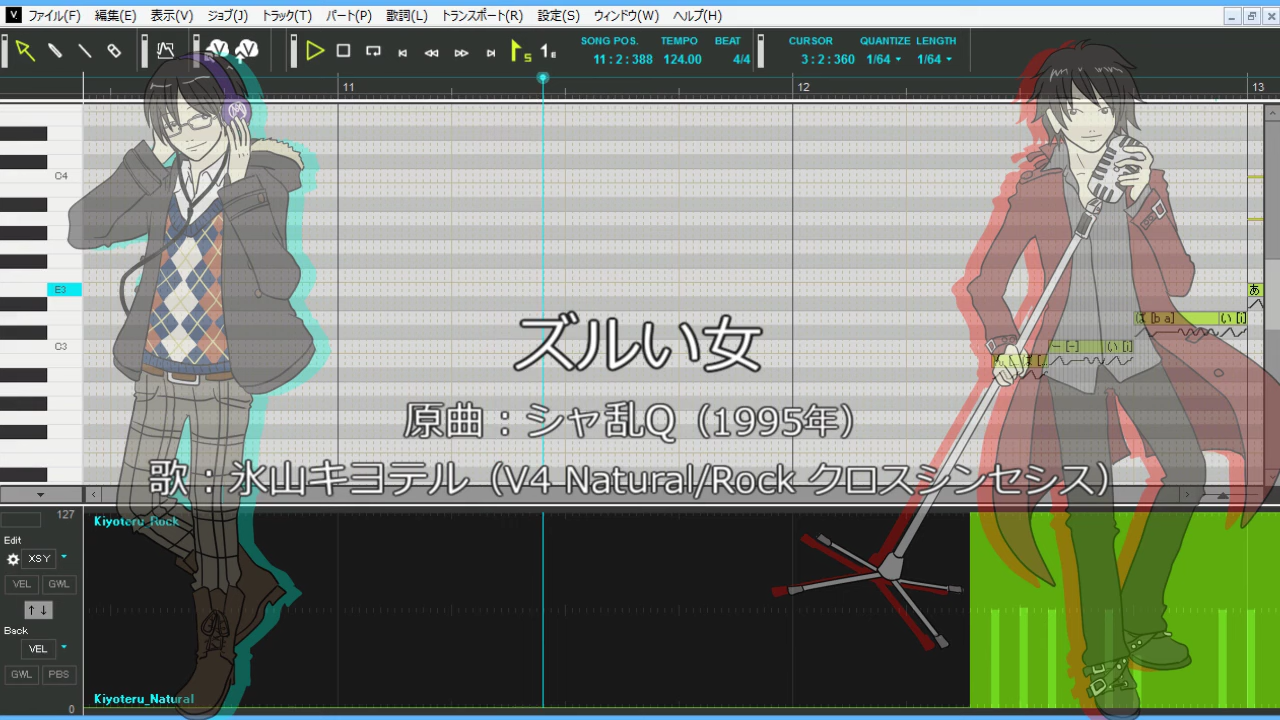 ファイル(F) 編集(E) 表示(V) ジョブ(J) トラック(T) パート(P) 歌詞(L) トランスポート(R) 設定(S) ウィンドウ(W) ヘルプ(H)
SONG POS. TEMPO BEAT CURSOR QUANTIZE LENGTH
11 : 2 : 388 124.00 4/4 3 : 2 : 360 1/64 1/64
11 12 13
C4
E3
あ
ば [b a] い [i]
C3
ー [-] い [i]
ズルい女
原曲：シャ乱Q（1995年）
歌：氷山キヨテル（V4 Natural/Rock クロスシンセシス）
127
Kiyoteru_Rock
Edit
XSY
VEL GWL
Back
VEL
GWL PBS
Kiyoteru_Natural
0